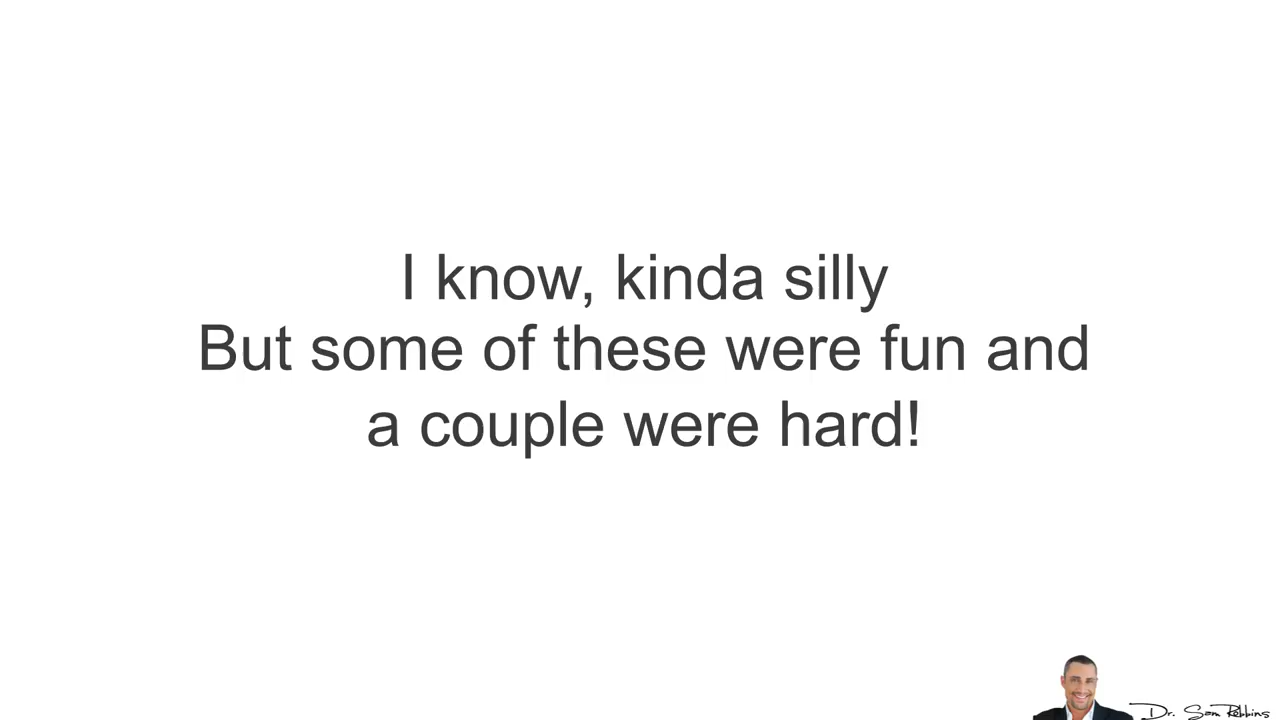 I know, kinda silly
But some of these were fun and
a couple were hard!
Dr. Sam Robbins